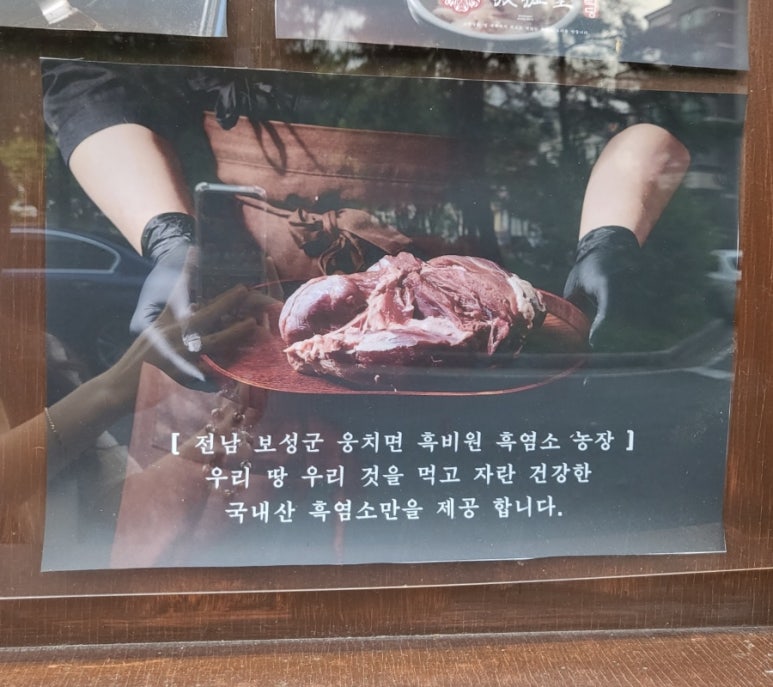 [ 전남 보성군 웅치면 흑비원 흑염소 농장 ]
우리 땅 우리 것을 먹고 자란 건강한
국내산 흑염소만을 제공 합니다.